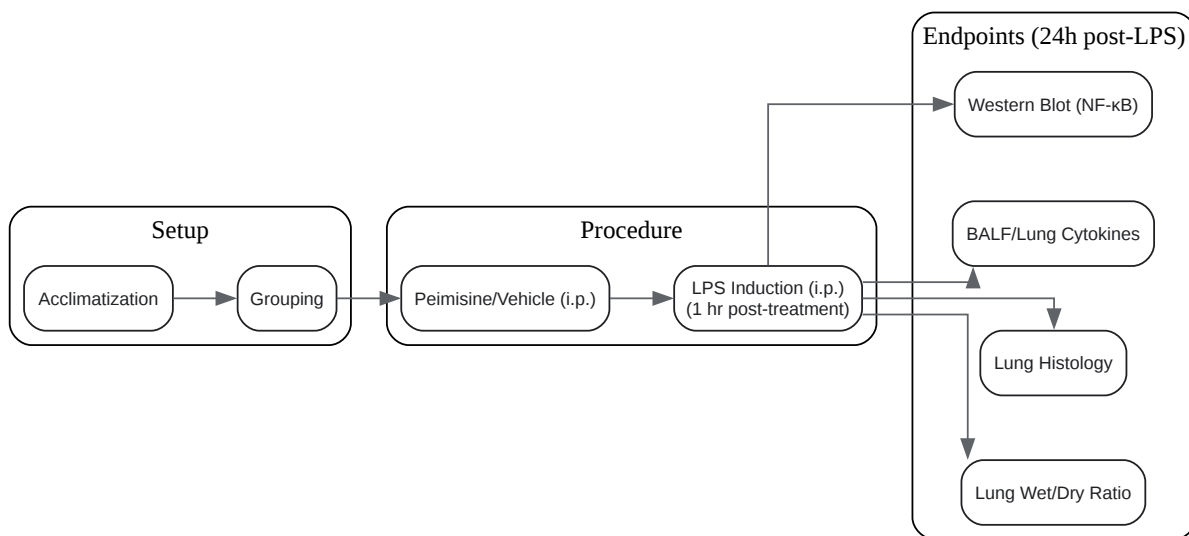 Setup
Acclimatization
Grouping
Procedure
Peimisine/Vehicle (i.p.)
LPS Induction (i.p.)
(1 hr post-treatment)
Endpoints (24h post-LPS)
Western Blot (NF-κB)
BALF/Lung Cytokines
Lung Histology
Lung Wet/Dry Ratio